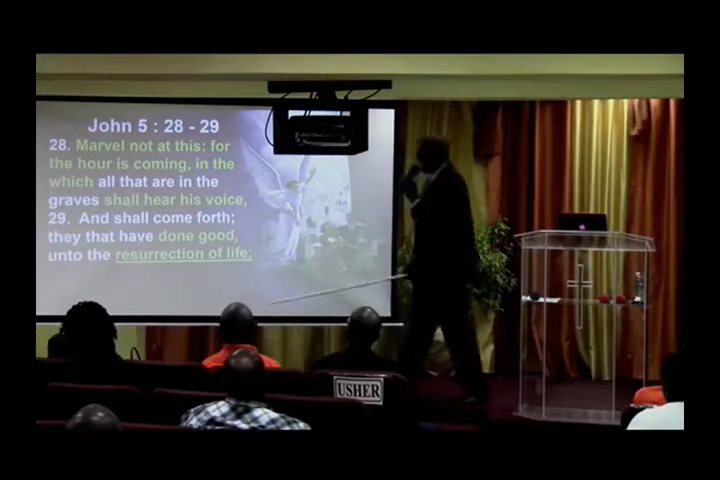 John 5 : 28 - 29
28. Marvel not at this: for
the hour is coming, in the
which all that are in the
graves shall hear his voice,
29. And shall come forth;
they that have done good,
unto the resurrection of life;
USHER